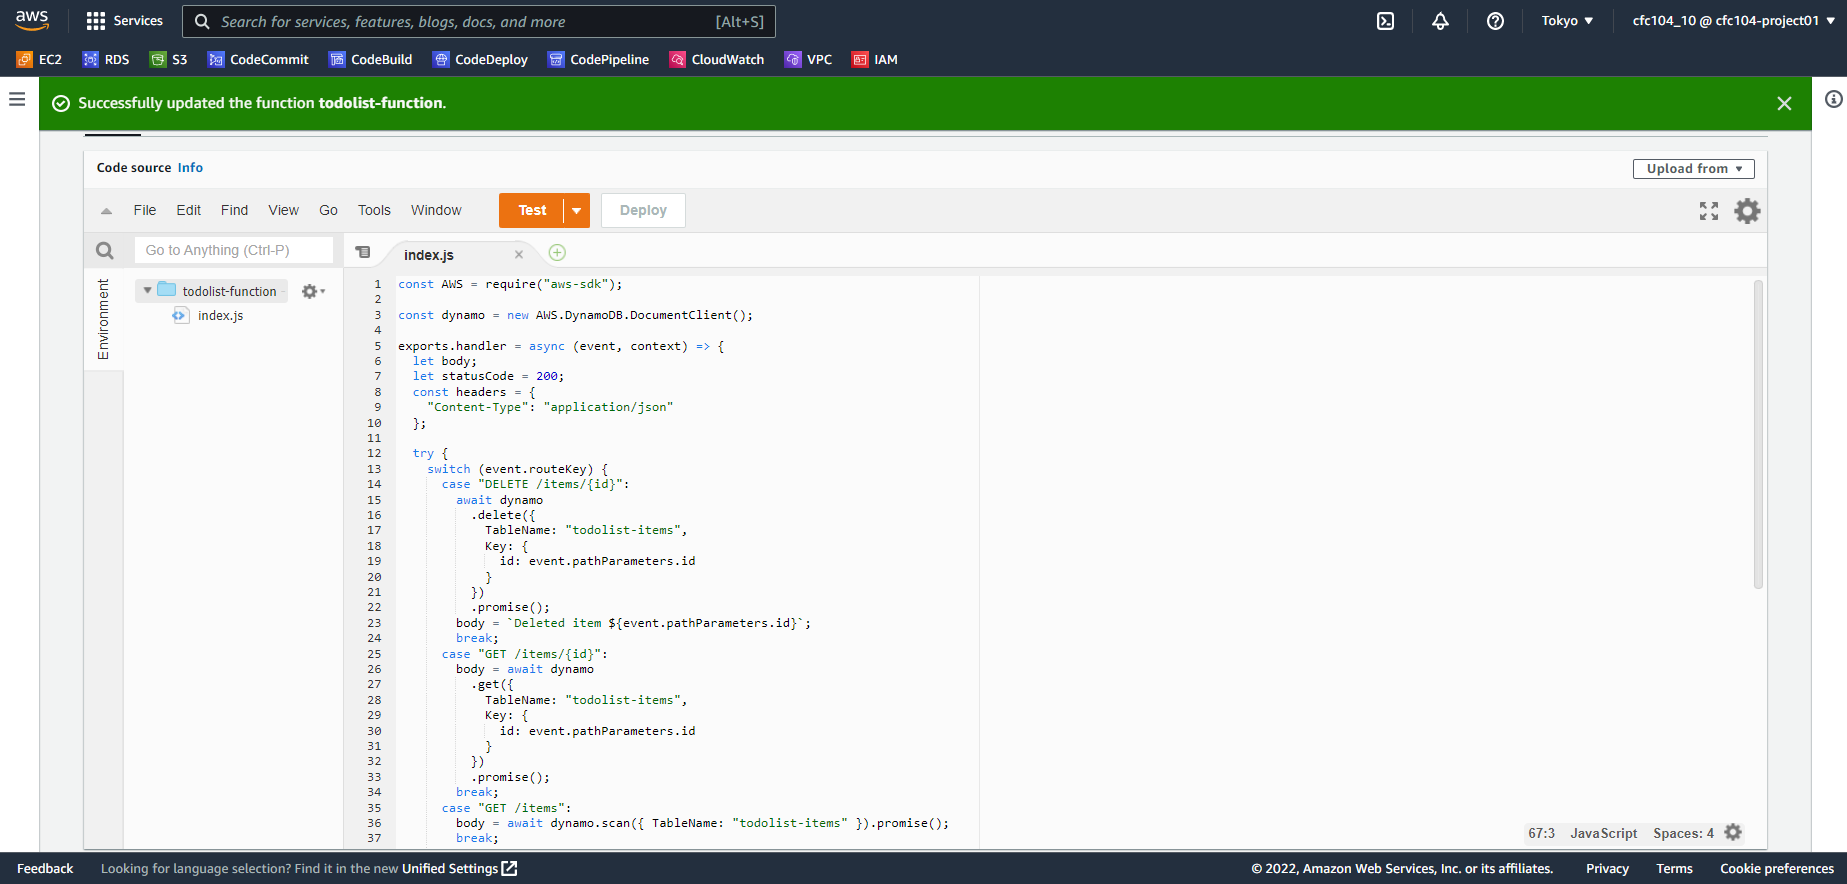 aws
Services
Search for services, features, blogs, docs, and more
[Alt+S]
Tokyo ▼
cfc104_10 @ cfc104-project01 ▼
EC2
RDS
S3
CodeCommit
CodeBuild
CodeDeploy
CodePipeline
CloudWatch
VPC
IAM
Successfully updated the function todolist-function.
Code source Info
Upload from ▼
File
Edit
Find
View
Go
Tools
Window
Test
Deploy
Go to Anything (Ctrl-P)
index.js
Environment
todolist-function
index.js
1 const AWS = require("aws-sdk");
2
3 const dynamo = new AWS.DynamoDB.DocumentClient();
4
5 exports.handler = async (event, context) => {
6   let body;
7   let statusCode = 200;
8   const headers = {
9     "Content-Type": "application/json"
10   };
11
12   try {
13     switch (event.routeKey) {
14       case "DELETE /items/{id}":
15         await dynamo
16           .delete({
17             TableName: "todolist-items",
18             Key: {
19               id: event.pathParameters.id
20             }
21           })
22           .promise();
23         body = `Deleted item ${event.pathParameters.id}`;
24         break;
25       case "GET /items/{id}":
26         body = await dynamo
27           .get({
28             TableName: "todolist-items",
29             Key: {
30               id: event.pathParameters.id
31             }
32           })
33           .promise();
34         break;
35       case "GET /items":
36         body = await dynamo.scan({ TableName: "todolist-items" }).promise();
37         break;
67:3 JavaScript Spaces: 4
Feedback
Looking for language selection? Find it in the new Unified Settings
© 2022, Amazon Web Services, Inc. or its affiliates.
Privacy
Terms
Cookie preferences